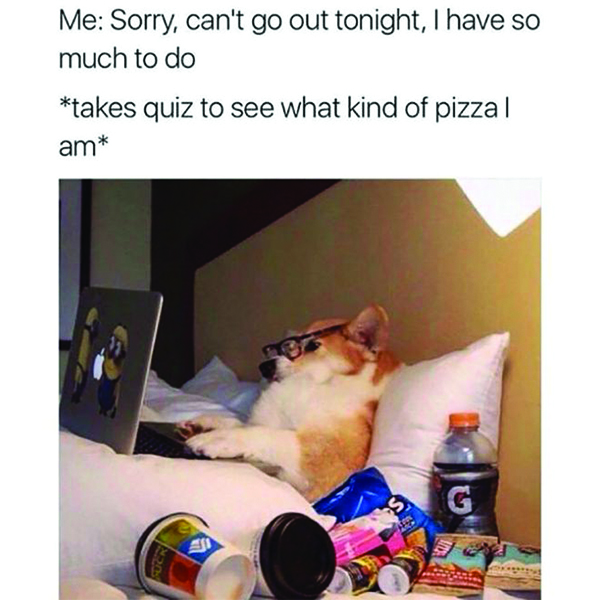 Me: Sorry, can't go out tonight, I have so
much to do
*takes quiz to see what kind of pizza I
am*
G